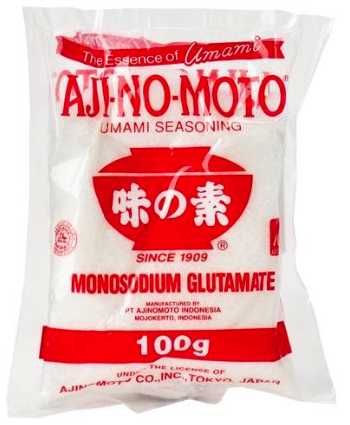 The Essence of Umami
AJI-NO-MOTO®
UMAMI SEASONING
味の素
®
SINCE 1909
MONOSODIUM GLUTAMATE
MANUFACTURED BY
PT AJINOMOTO INDONESIA
MOJOKERTO, INDONESIA
100g
UNDER THE LICENSE OF
AJINOMOTO CO., INC., TOKYO, JAPAN